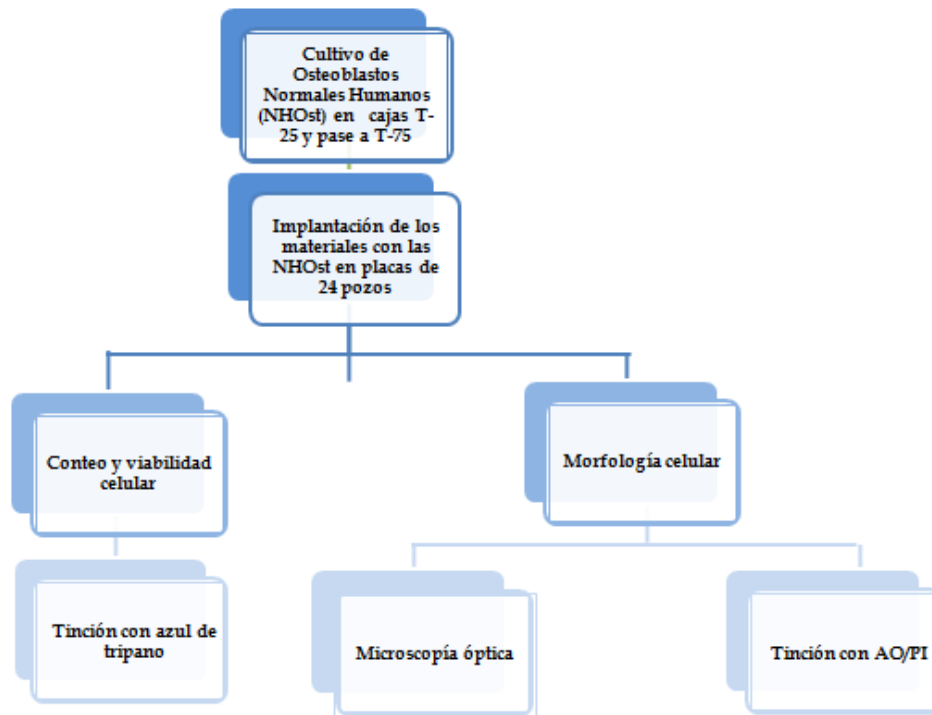 Cultivo de
Osteoblastos
Normales Humanos
(NHOst) en cajas T-
25 y pase a T-75
Implantación de los
materiales con las
NHOst en placas de
24 pozos
Conteo y viabilidad
celular
Morfología celular
Tinción con azul de
tripano
Microscopía óptica
Tinción con AO/PI